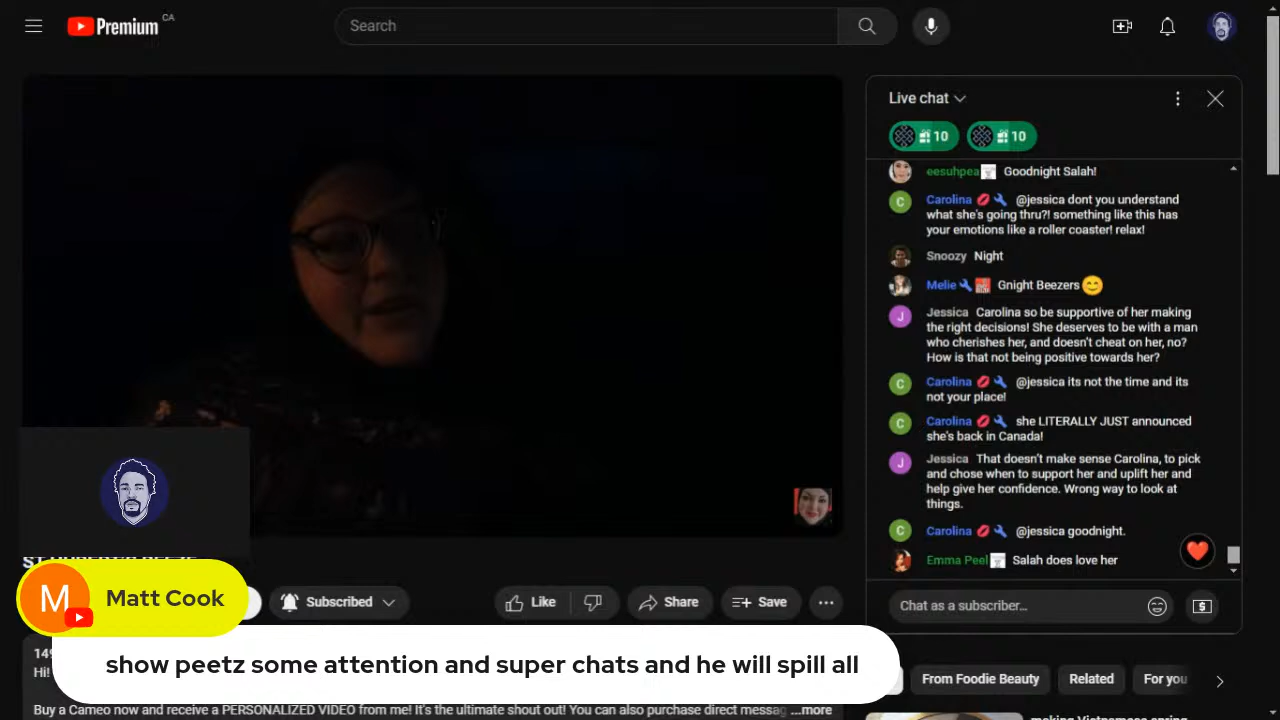 Premium CA
Search
Live chat
10 10
eesuhpea Goodnight Salah!
Carolina @jessica dont you understand
what she's going thru?! something like this has
your emotions like a roller coaster! relax!
Snoozy Night
Melie Gnight Beezers
Jessica Carolina so be supportive of her making
the right decisions! She deserves to be with a man
who cherishes her, and doesn't cheat on her, no?
How is that not being positive towards her?
Carolina @jessica its not the time and its
not your place!
Carolina she LITERALLY JUST announced
she's back in Canada!
Jessica That doesn't make sense Carolina, to pick
and chose when to support her and uplift her and
help give her confidence. Wrong way to look at
things.
Carolina @jessica goodnight.
Emma Peel Salah does love her
Chat as a subscriber...
Subscribed Like Share Save
M Matt Cook
show peetz some attention and super chats and he will spill all
From Foodie Beauty Related For you
Hi!
Buy a Cameo now and receive a PERSONALIZED VIDEO from me! It's the ultimate shout out! You can also purchase direct messag ...more
making Vietnamese spring